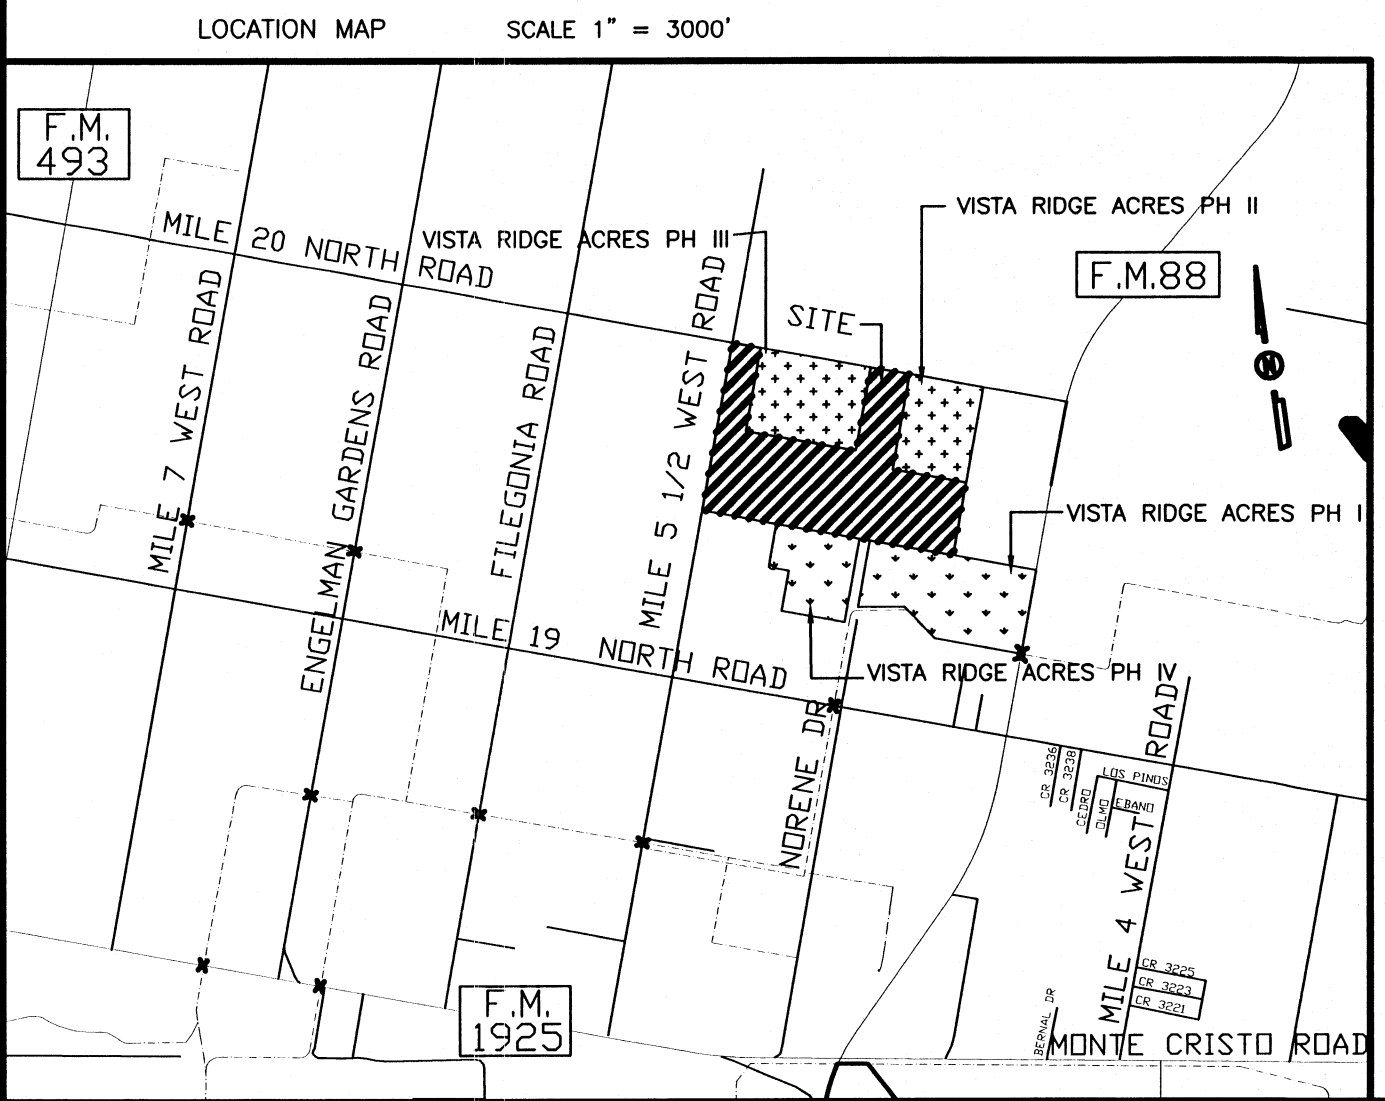 LOCATION MAP SCALE 1" = 3000'
F.M.
493
VISTA RIDGE ACRES PH II
MILE 20 NORTH ROAD
VISTA RIDGE ACRES PH III
F.M.88
SITE
N
MILE 7 WEST ROAD
ENGELMAN GARDENS ROAD
FILEGONIA ROAD
MILE 5 1/2 WEST ROAD
VISTA RIDGE ACRES PH I
MILE 19 NORTH ROAD
VISTA RIDGE ACRES PH IV
NORENE DR
CR 3236
CR 3238
LOS PINOS
CEDRO
OLMO
EBANO
MILE 4 WEST ROAD
CR 3225
CR 3223
CR 3221
F.M.
1925
BERNAL DR
MONTE CRISTO ROAD